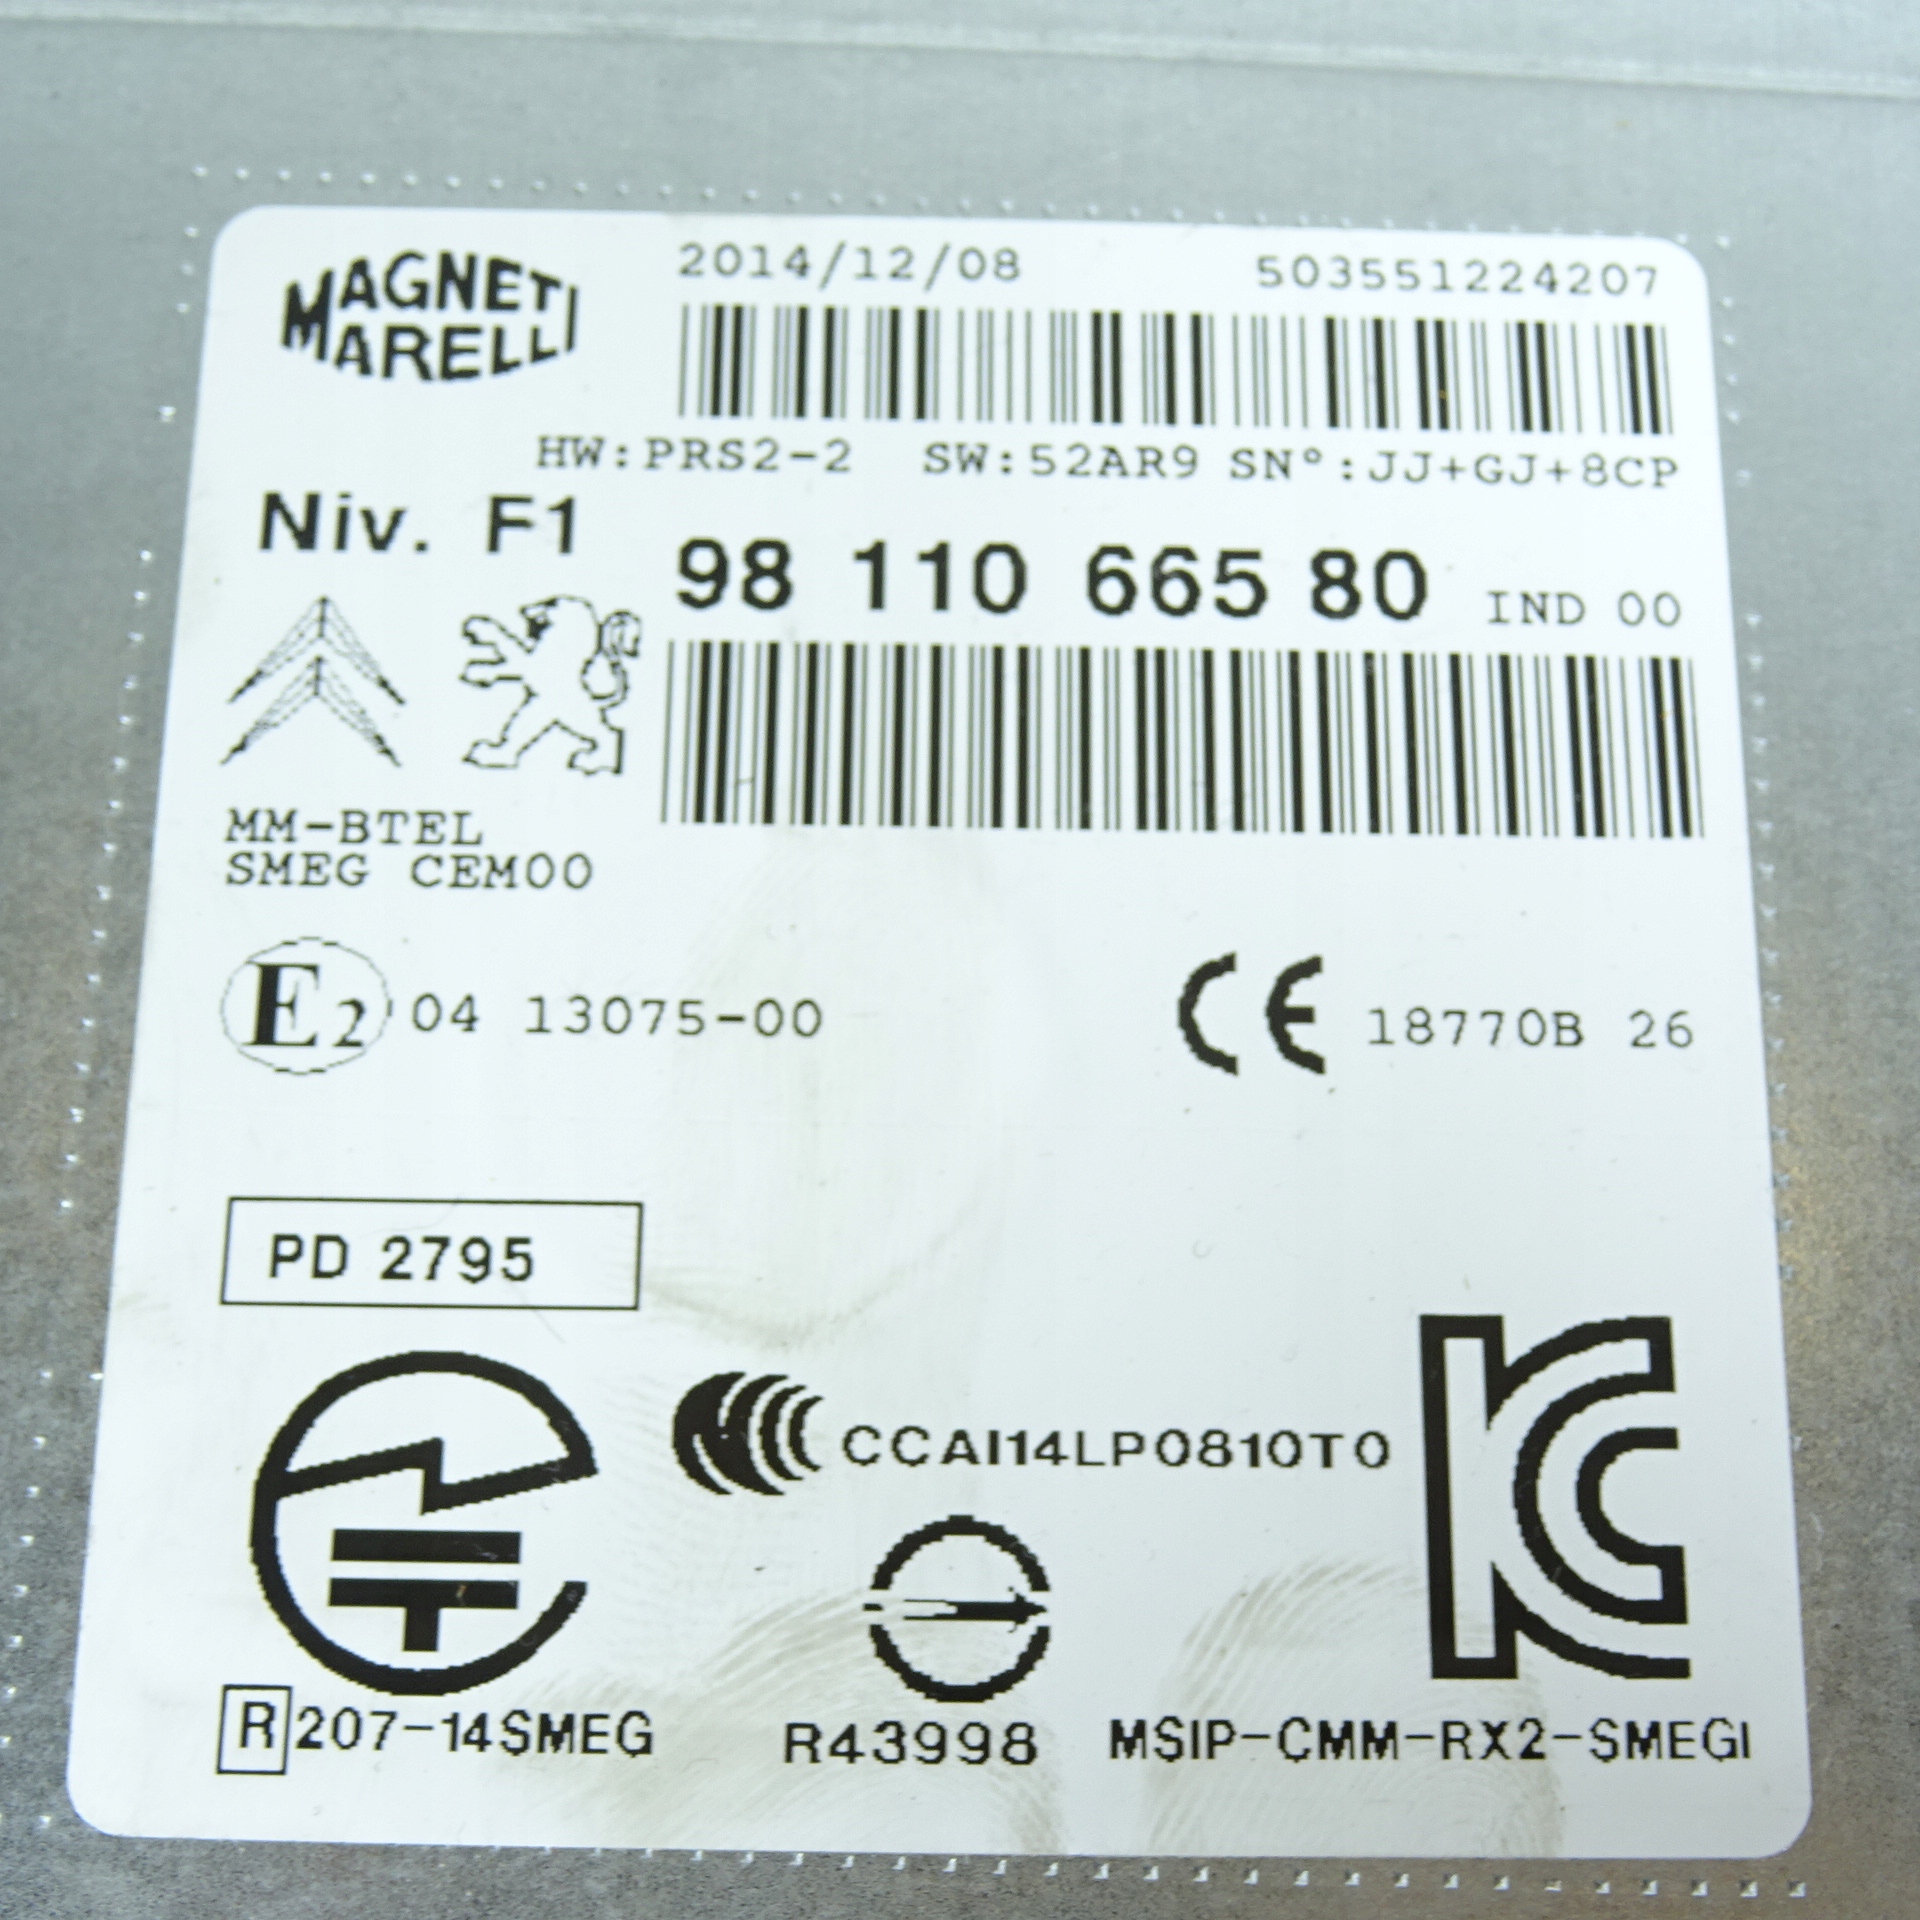 MAGNETI
MARELLI
2014/12/08 503551224207
HW:PRS2-2 SW:52AR9 SN°:JJ+GJ+8CP
Niv. F1
98 110 665 80 IND 00
MM-BTEL
SMEG CEM00
E2 04 13075-00
CE 18770B 26
PD 2795
CCAI14LP0810T0
KC
R 207-14SMEG
R43998
MSIP-CMM-RX2-SMEGI